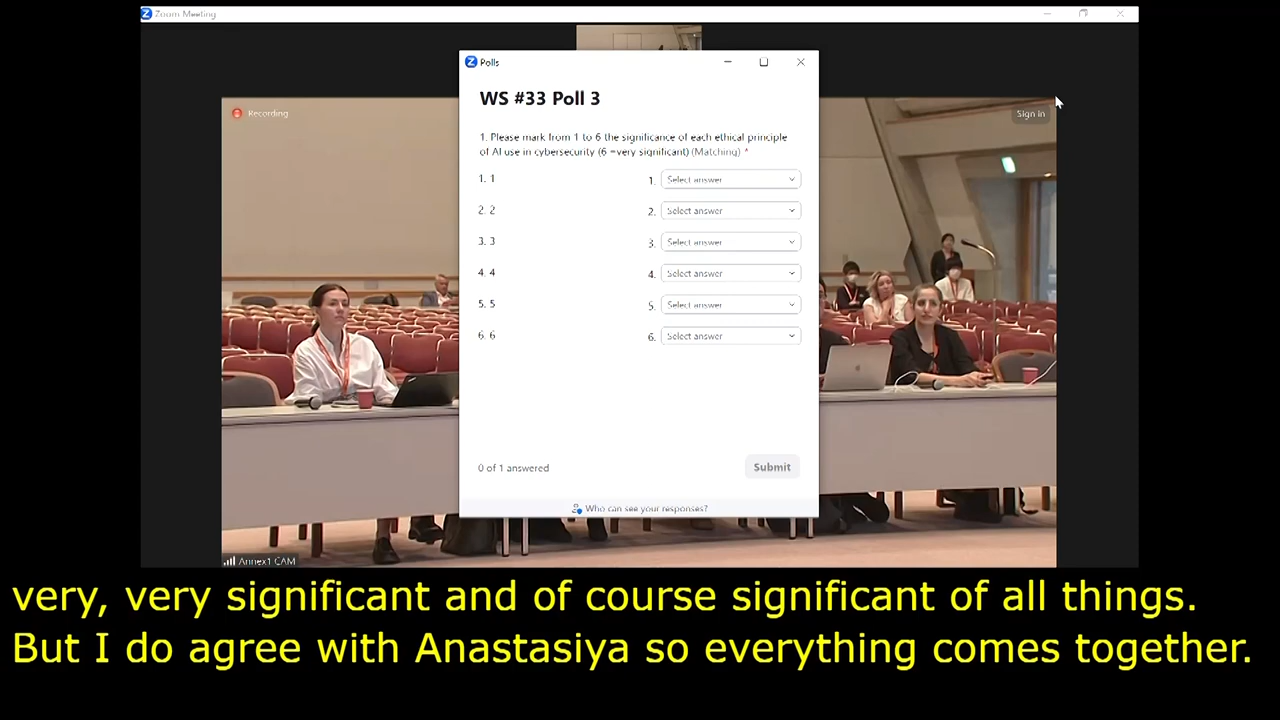 Zoom Meeting
Polls
WS #33 Poll 3
Recording
Sign in
1. Please mark from 1 to 6 the significance of each ethical principle
of AI use in cybersecurity (6 =very significant) (Matching) *
1. 1
1. Select answer
2. 2
2. Select answer
3. 3
3. Select answer
4. 4
4. Select answer
5. 5
5. Select answer
6. 6
6. Select answer
0 of 1 answered
Submit
Who can see your responses?
Annex1 CAM
very, very significant and of course significant of all things.
But I do agree with Anastasiya so everything comes together.